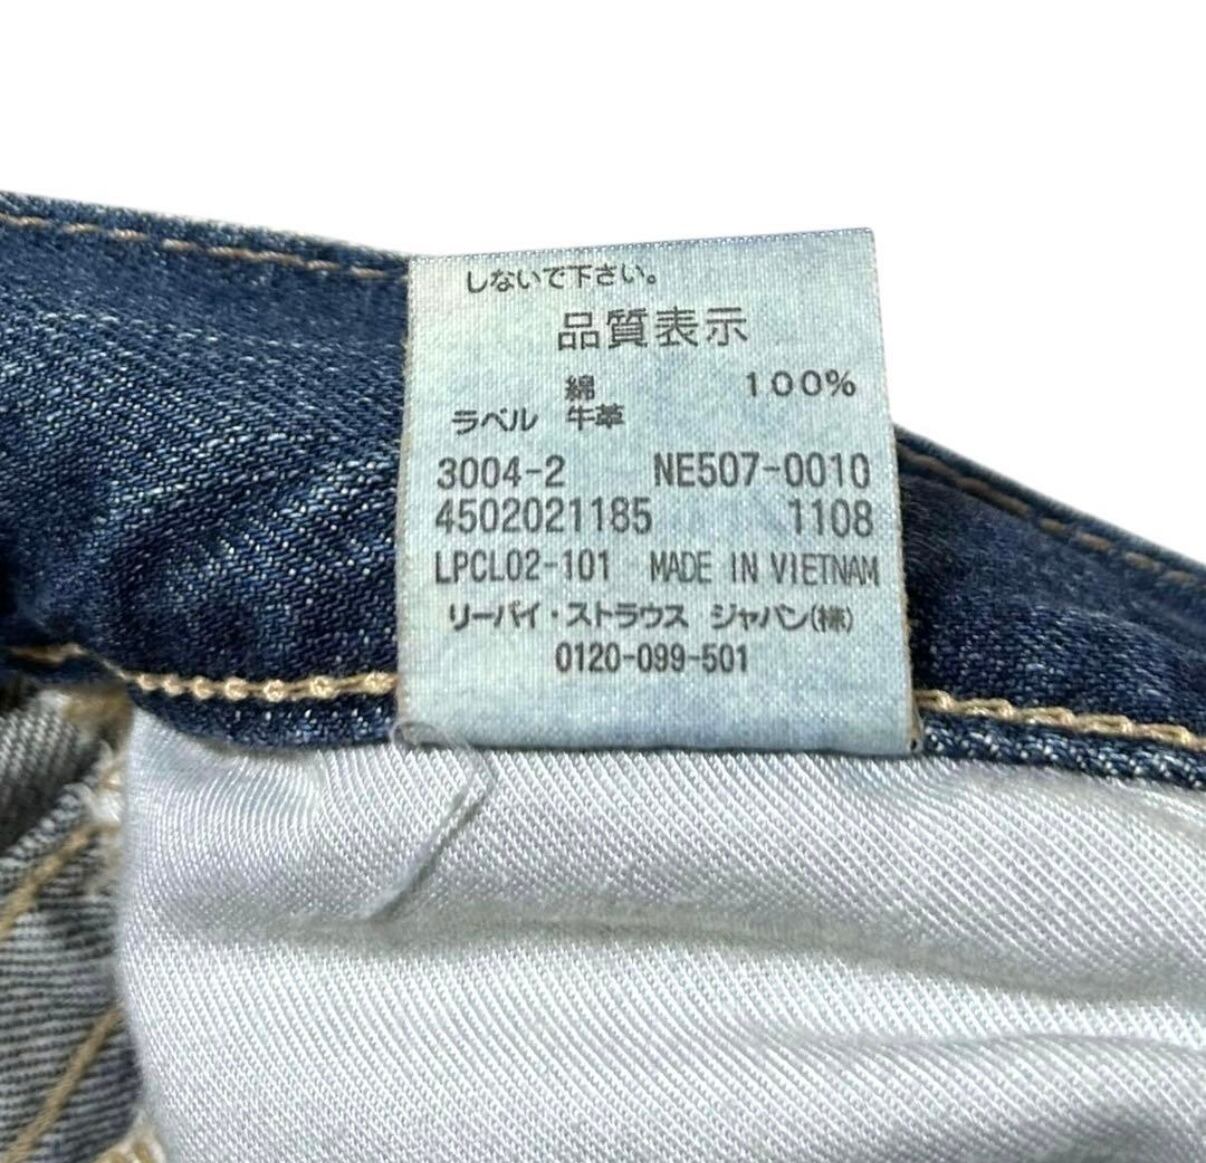 しないで下さい。
品質表示
綿 100%
ラベル 牛革
3004-2 NE507-0010
4502021185 1108
LPCL02-101 MADE IN VIETNAM
リーバイ・ストラウス ジャパン(株)
0120-099-501